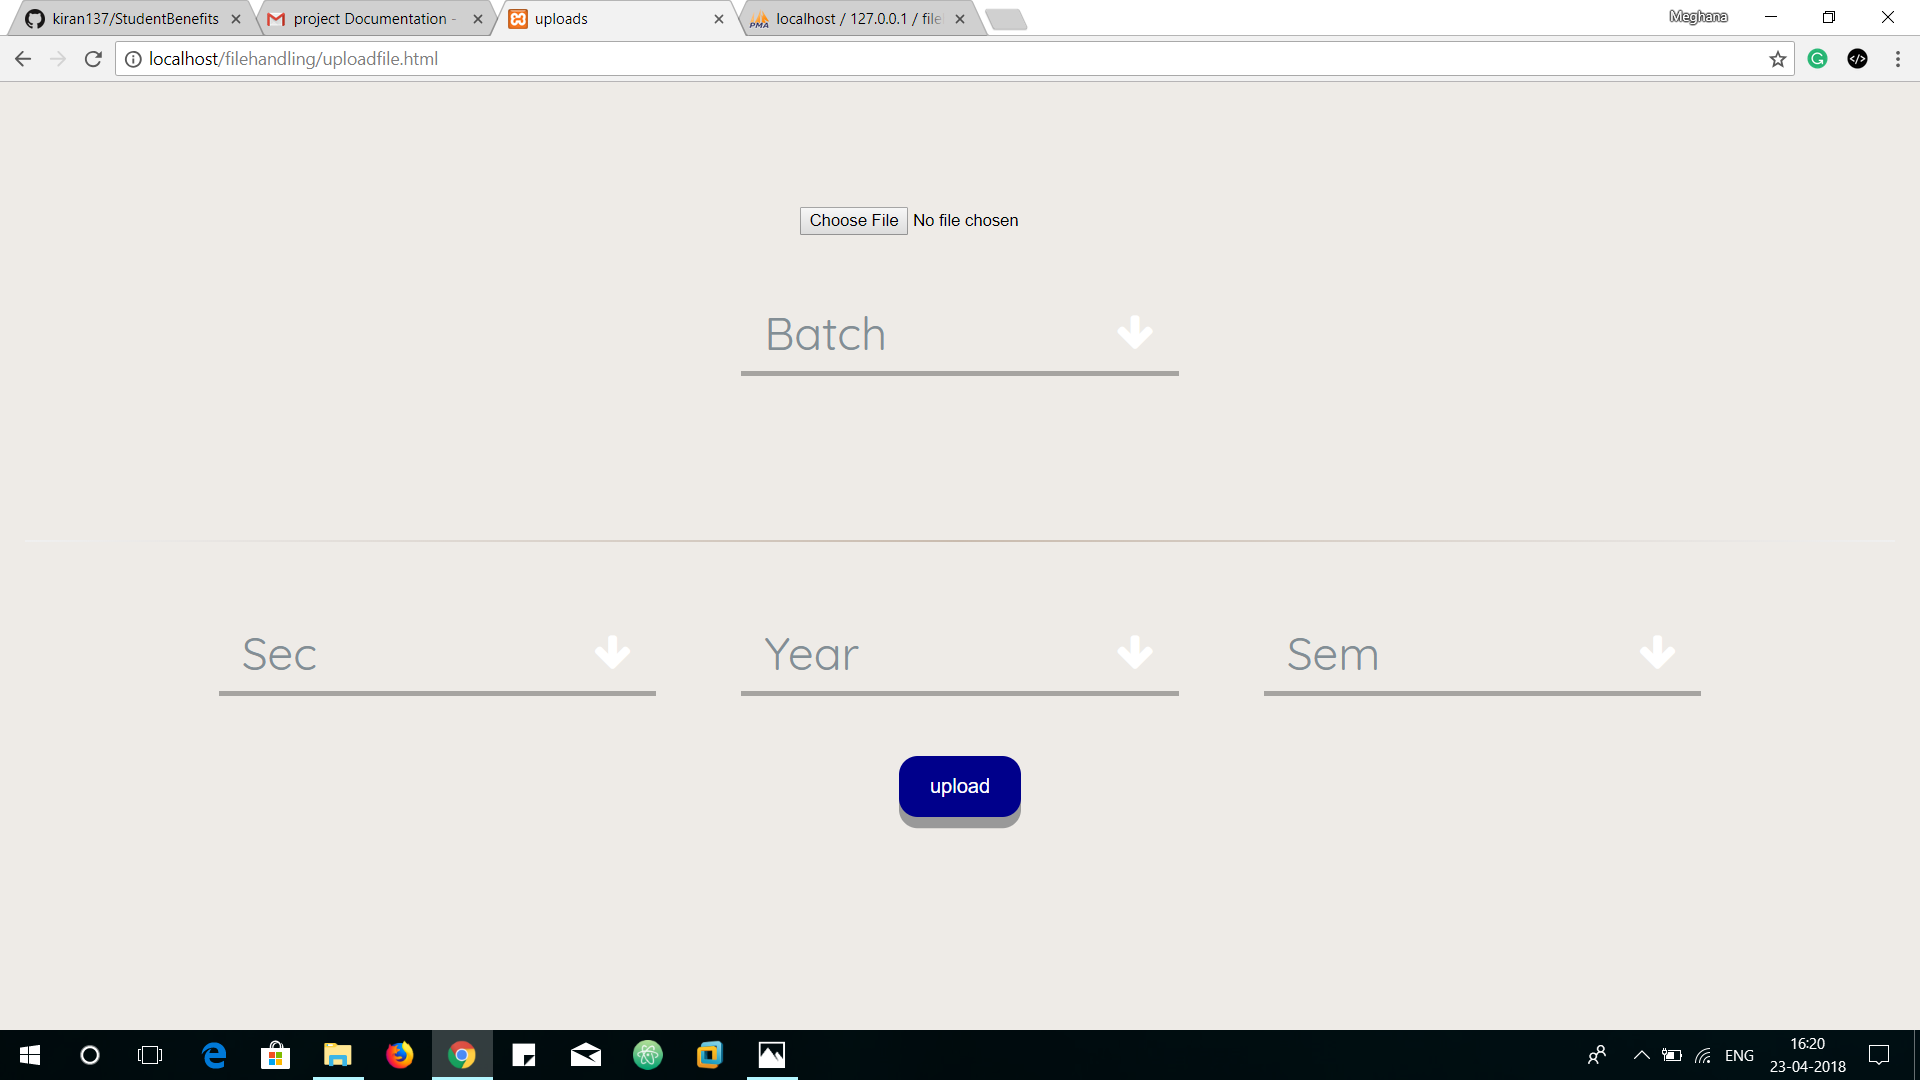 kiran137/StudentBenefits
project Documentation -
uploads
PMA
localhost / 127.0.0.1 / file
Meghana
localhost/filehandling/uploadfile.html
Choose File No file chosen
Batch
Sec
Year
Sem
upload
ENG
16:20
23-04-2018